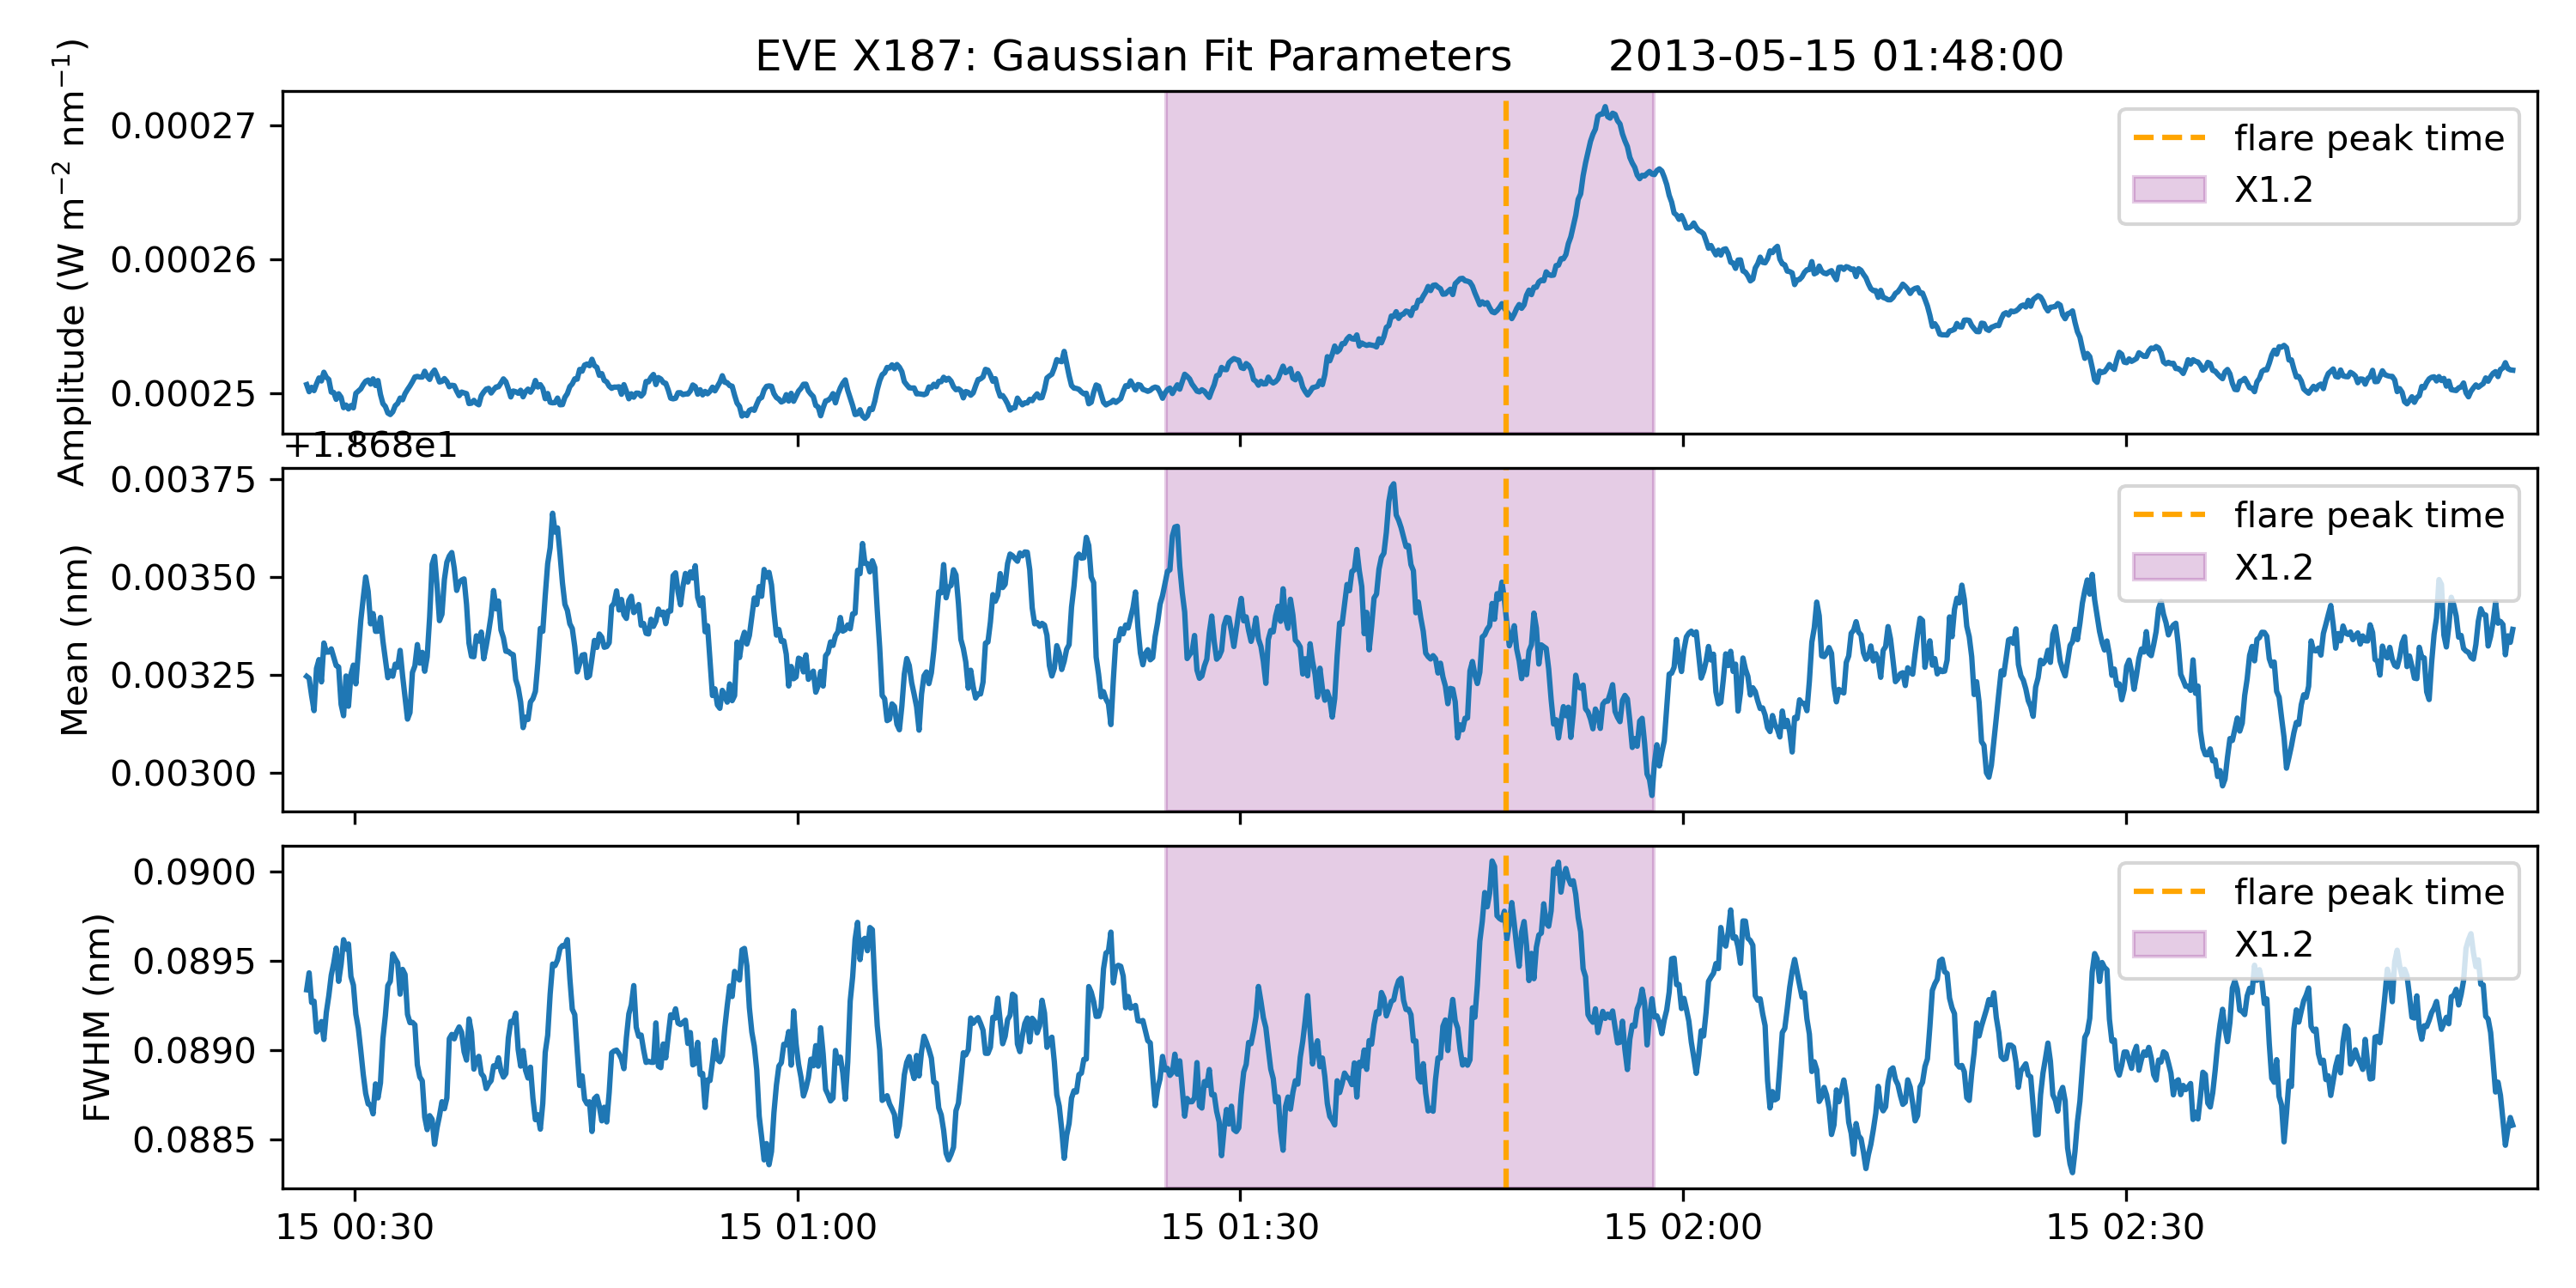 EVE X187: Gaussian Fit Parameters 2013-05-15 01:48:00
Amplitude (W m⁻² nm⁻¹)
0.00027
0.00026
0.00025
flare peak time
X1.2
+1.868e1
Mean (nm)
0.00375
0.00350
0.00325
0.00300
flare peak time
X1.2
FWHM (nm)
0.0900
0.0895
0.0890
0.0885
flare peak time
X1.2
15 00:30
15 01:00
15 01:30
15 02:00
15 02:30